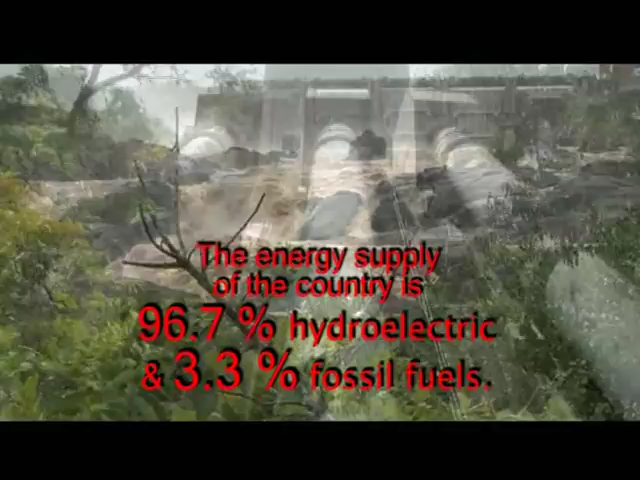 The energy supply
of the country is
96.7 % hydroelectric
& 3.3 % fossil fuels.